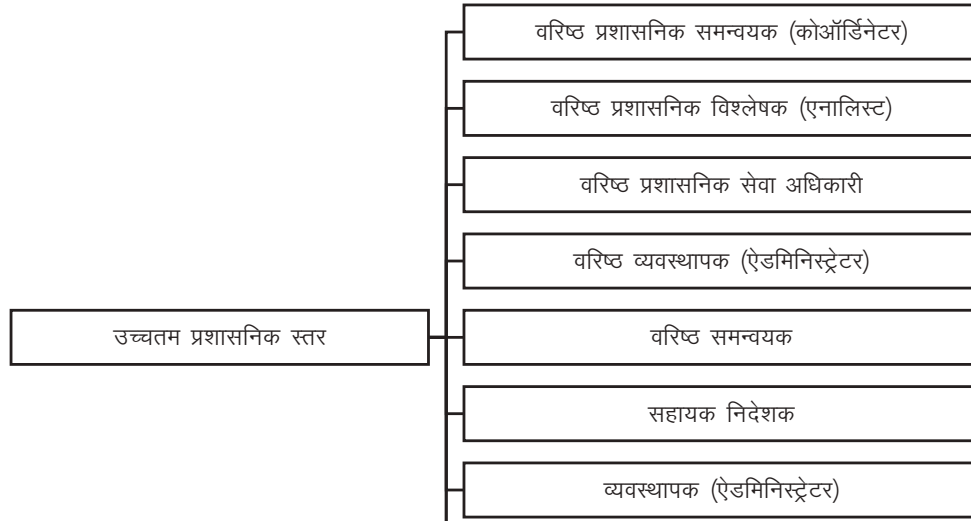 वरिष्ठ प्रशासनिक समन्वयक (कोऑर्डिनेटर)
वरिष्ठ प्रशासनिक विश्लेषक (एनालिस्ट)
वरिष्ठ प्रशासनिक सेवा अधिकारी
वरिष्ठ व्यवस्थापक (ऐडमिनिस्ट्रेटर)
उच्चतम प्रशासनिक स्तर
वरिष्ठ समन्वयक
सहायक निदेशक
व्यवस्थापक (ऐडमिनिस्ट्रेटर)